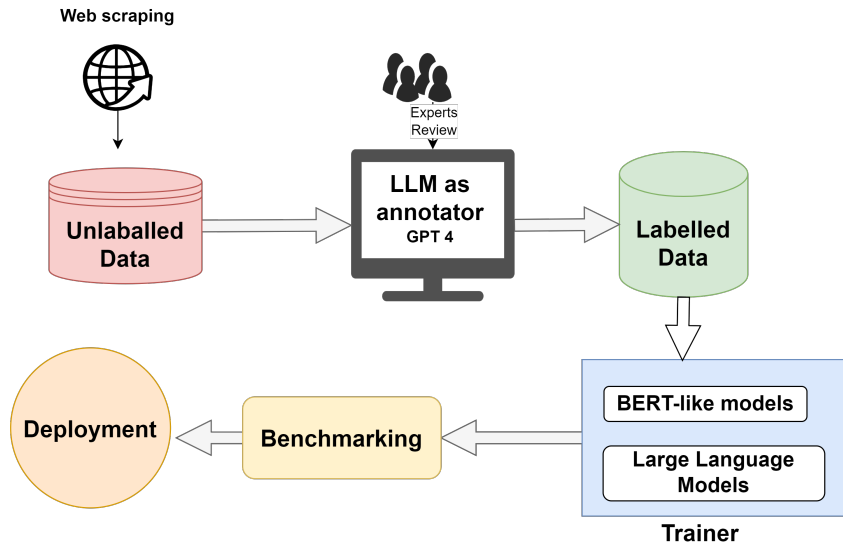 Web scraping
Experts
Review
Unlaballed
Data
LLM as
annotator
GPT 4
Labelled
Data
BERT-like models
Large Language
Models
Trainer
Benchmarking
Deployment